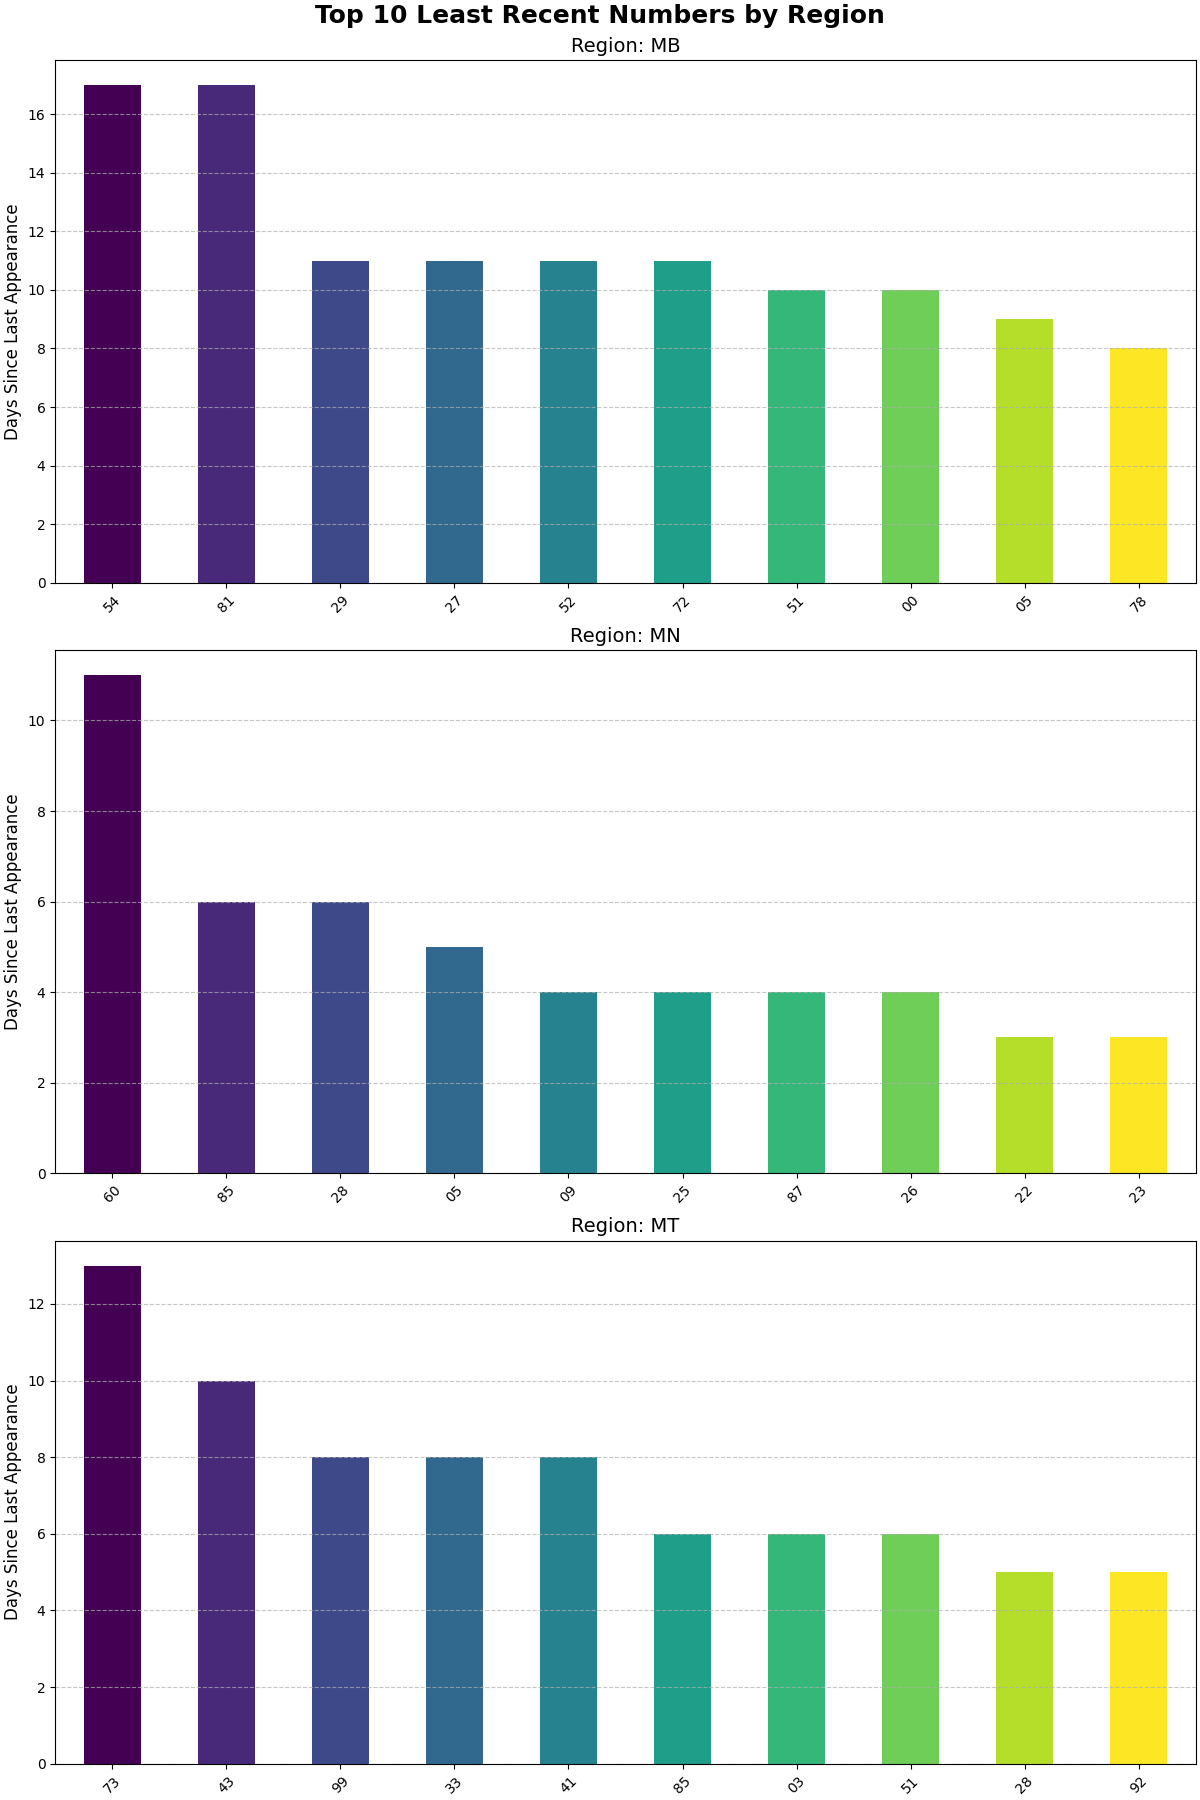 Top 10 Least Recent Numbers by Region
Region: MB
Days Since Last Appearance
16
14
12
10
8
6
4
2
0
54 81 29 27 52 72 51 00 05 78
Region: MN
Days Since Last Appearance
10
8
6
4
2
0
60 85 28 05 09 25 87 26 22 23
Region: MT
Days Since Last Appearance
12
10
8
6
4
2
0
73 43 99 33 41 85 03 51 28 92